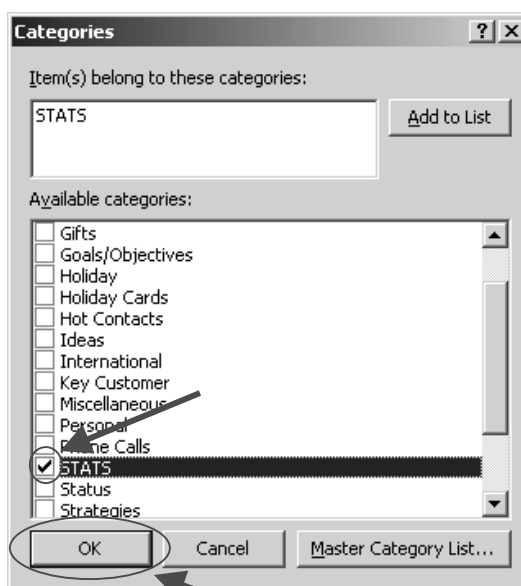 Categories
Item(s) belong to these categories:
STATS
Add to List
Available categories:
Gifts
Goals/Objectives
Holiday
Holiday Cards
Hot Contacts
Ideas
International
Key Customer
Miscellaneous
Personal
Phone Calls
STATS
Status
Strategies
OK
Cancel
Master Category List...